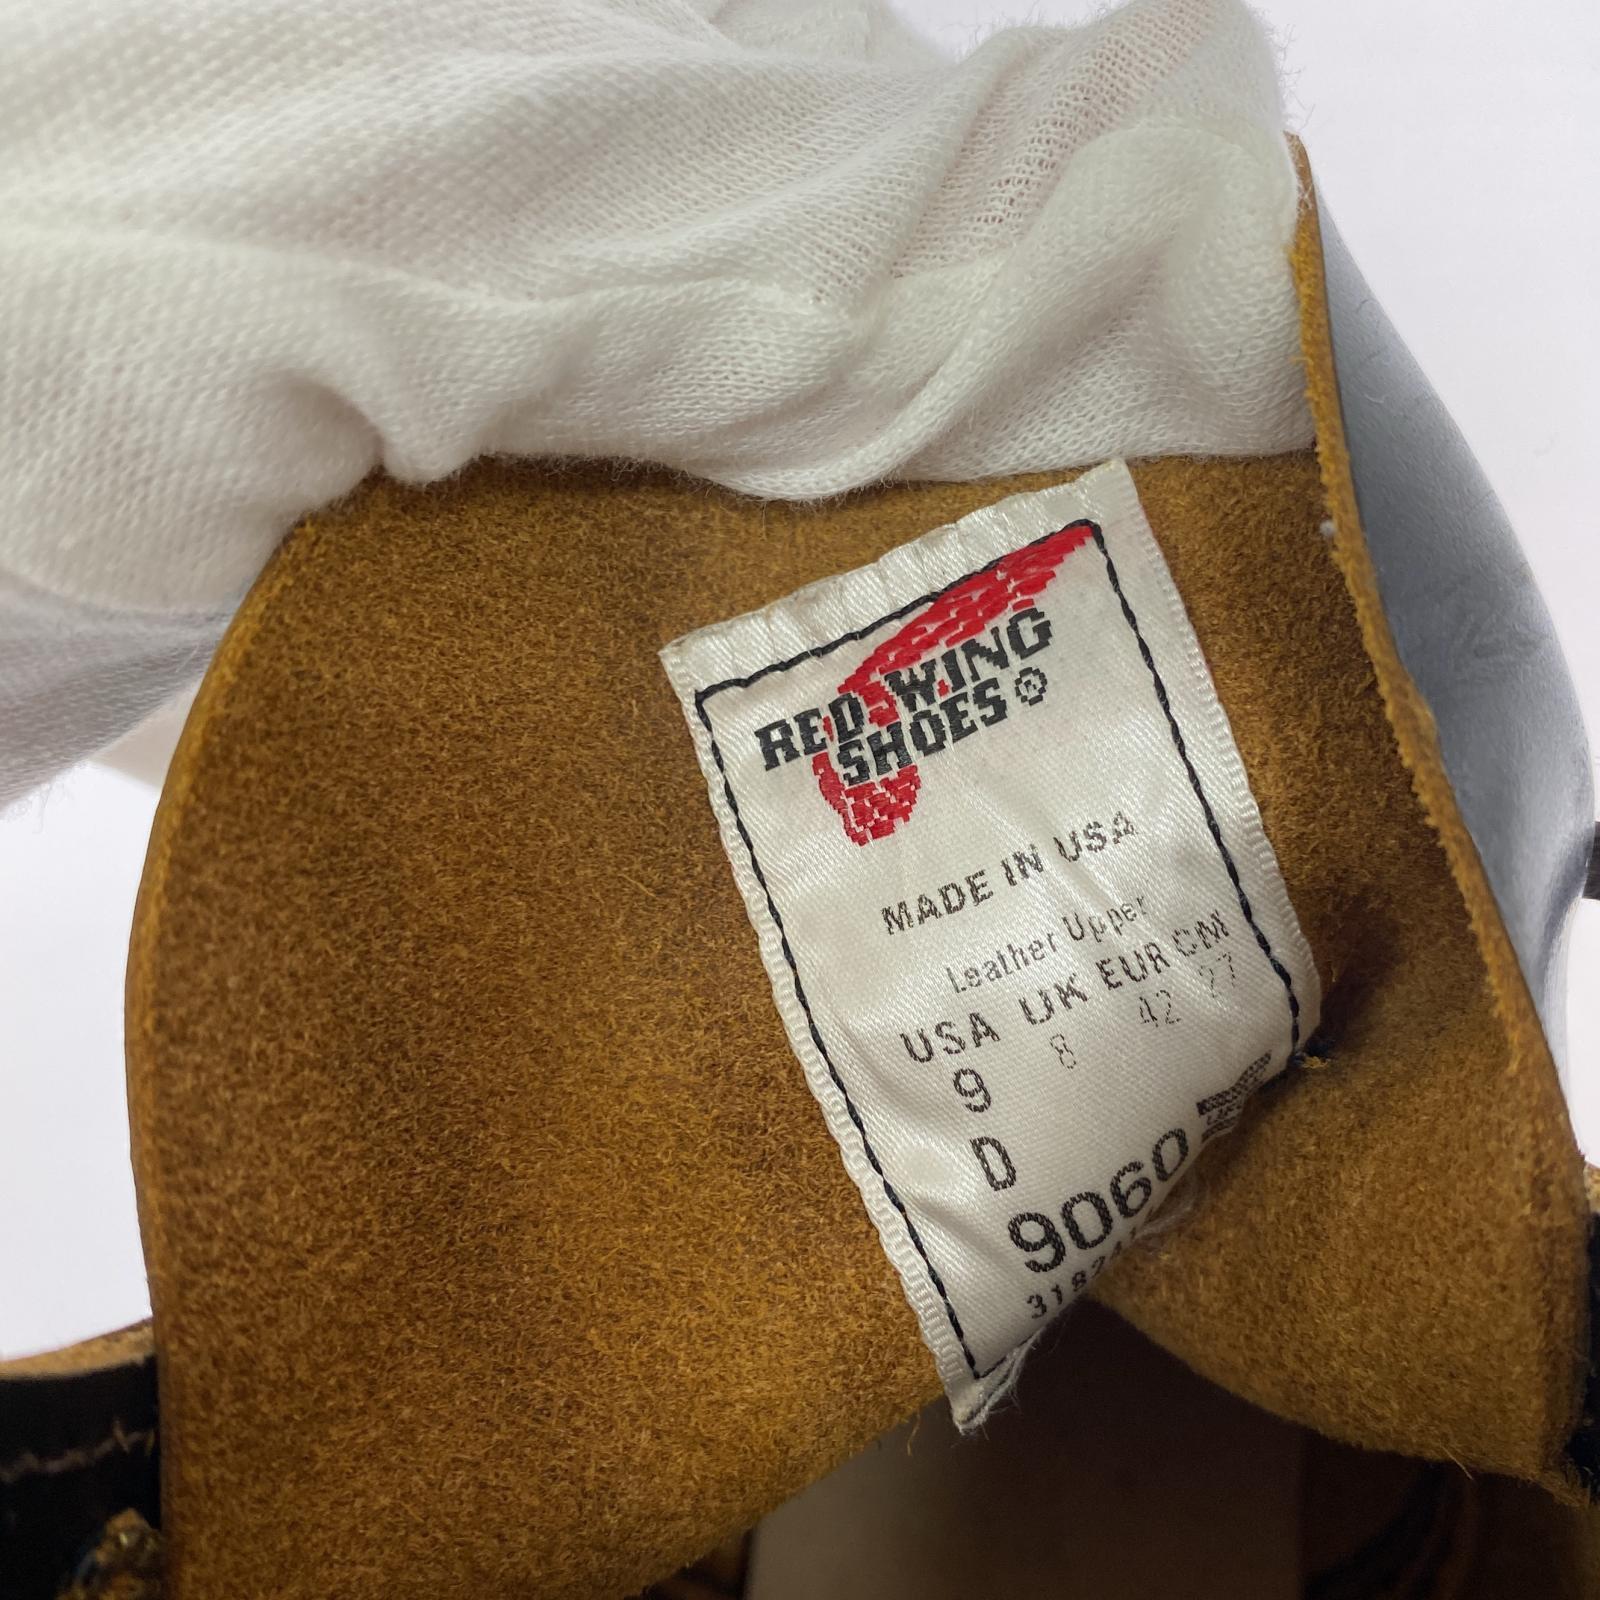 RED WING
SHOES®
MADE IN USA
Leather Upper
USA UK EUR CM
9 8 42 27
D
9060